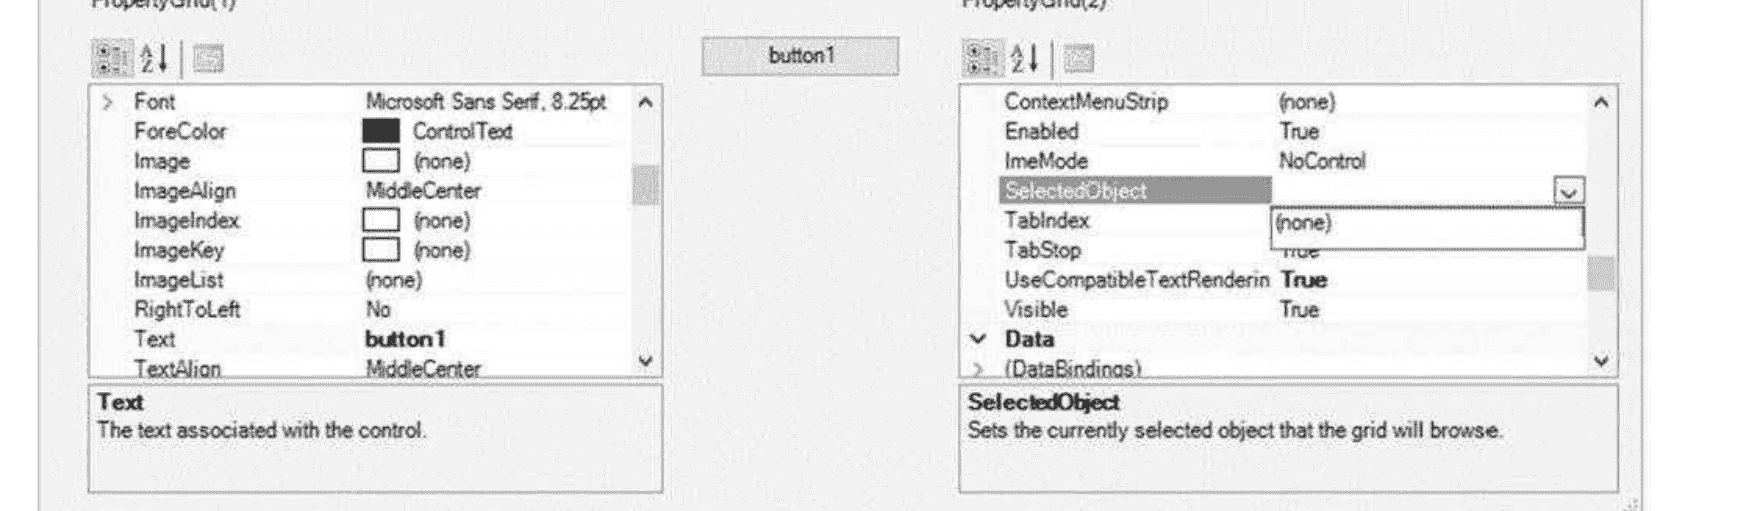 PropertyGrid(1)
PropertyGrid(2)
button1
Font Microsoft Sans Serif, 8.25pt
ForeColor ControlText
Image (none)
ImageAlign MiddleCenter
ImageIndex (none)
ImageKey (none)
ImageList (none)
RightToLeft No
Text button1
TextAlign MiddleCenter
Text
The text associated with the control.
ContextMenuStrip (none)
Enabled True
ImeMode NoControl
SelectedObject
TabIndex (none)
TabStop True
UseCompatibleTextRenderin True
Visible True
Data
(DataBindings)
SelectedObject
Sets the currently selected object that the grid will browse.